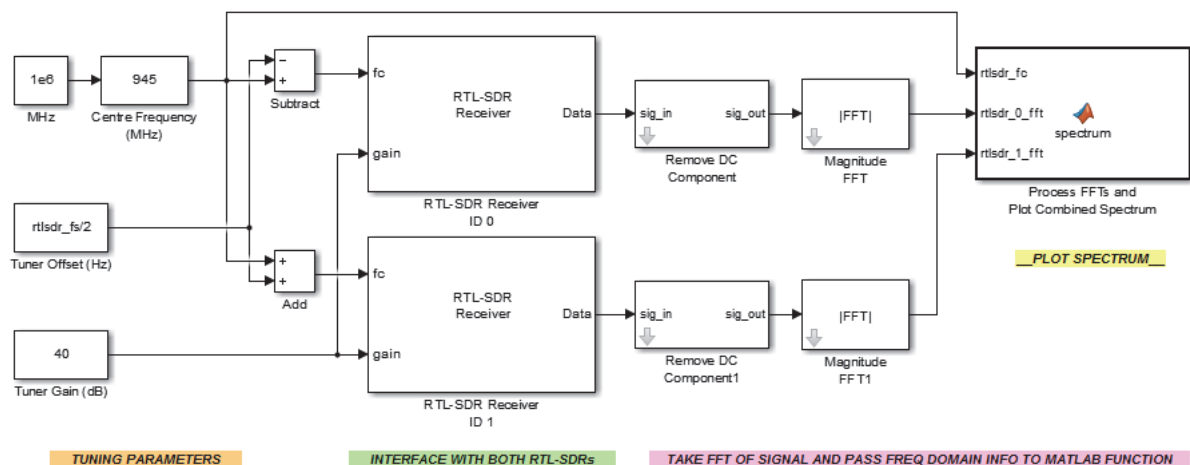 1e6
MHz
945
Centre Frequency
(MHz)
−
+
Subtract
fc
gain
RTL-SDR
Receiver
Data
RTL-SDR Receiver
ID 0
sig_in
sig_out
Remove DC
Component
|FFT|
Magnitude
FFT
rtlsdr_fc
rtlsdr_0_fft
rtlsdr_1_fft
spectrum
Process FFTs and
Plot Combined Spectrum
rtlsdr_fs/2
Tuner Offset (Hz)
+
+
Add
fc
gain
RTL-SDR
Receiver
Data
RTL-SDR Receiver
ID 1
sig_in
sig_out
Remove DC
Component1
|FFT|
Magnitude
FFT1
__PLOT SPECTRUM__
40
Tuner Gain (dB)
TUNING PARAMETERS
INTERFACE WITH BOTH RTL-SDRs
TAKE FFT OF SIGNAL AND PASS FREQ DOMAIN INFO TO MATLAB FUNCTION